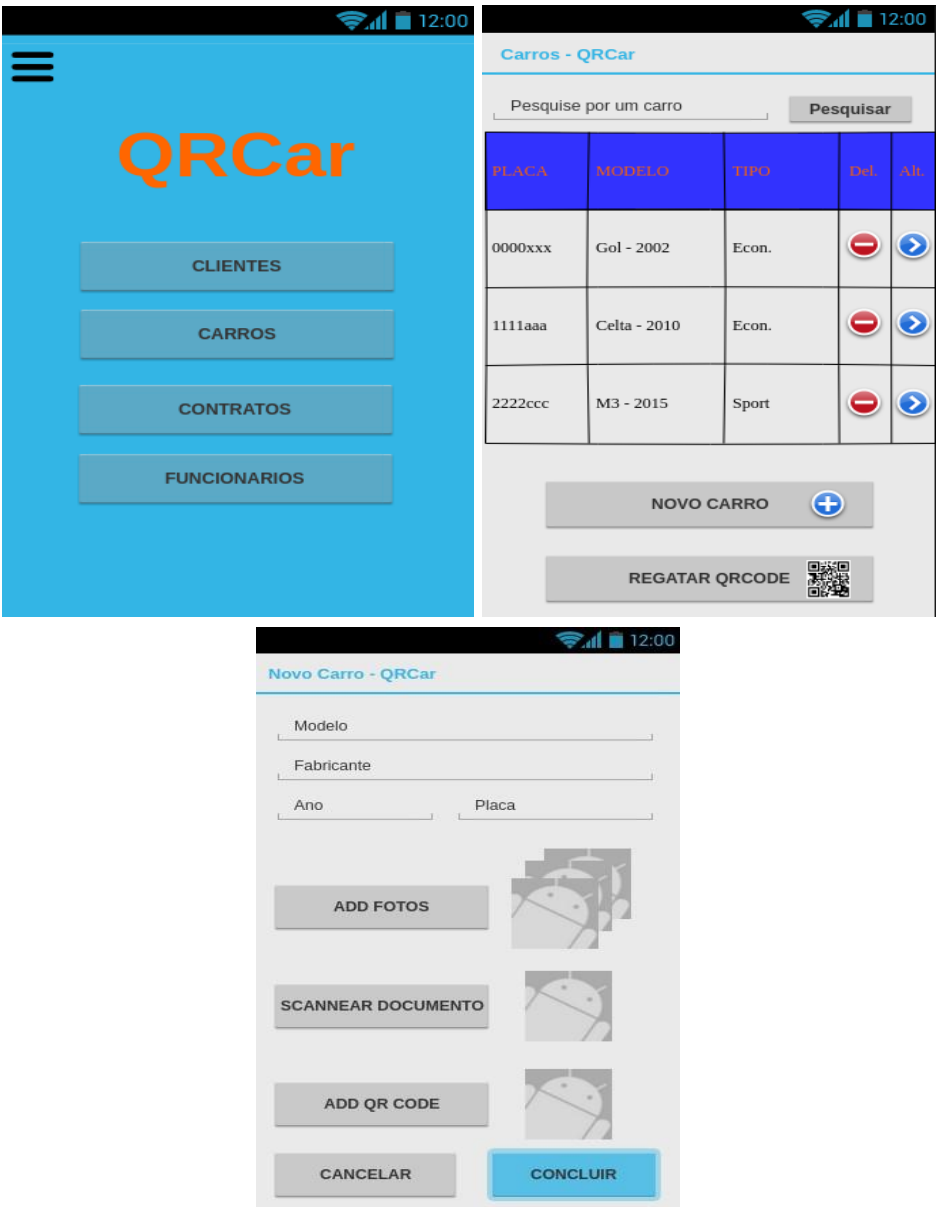 12:00
QRCar
CLIENTES
CARROS
CONTRATOS
FUNCIONARIOS
12:00
Carros - QRCar
Pesquise por um carro Pesquisar
PLACA MODELO TIPO Del. Alt.
0000xxx Gol - 2002 Econ.
1111aaa Celta - 2010 Econ.
2222ccc M3 - 2015 Sport
NOVO CARRO
REGATAR QRCODE
12:00
Novo Carro - QRCar
Modelo
Fabricante
Ano Placa
ADD FOTOS
SCANNEAR DOCUMENTO
ADD QR CODE
CANCELAR CONCLUIR